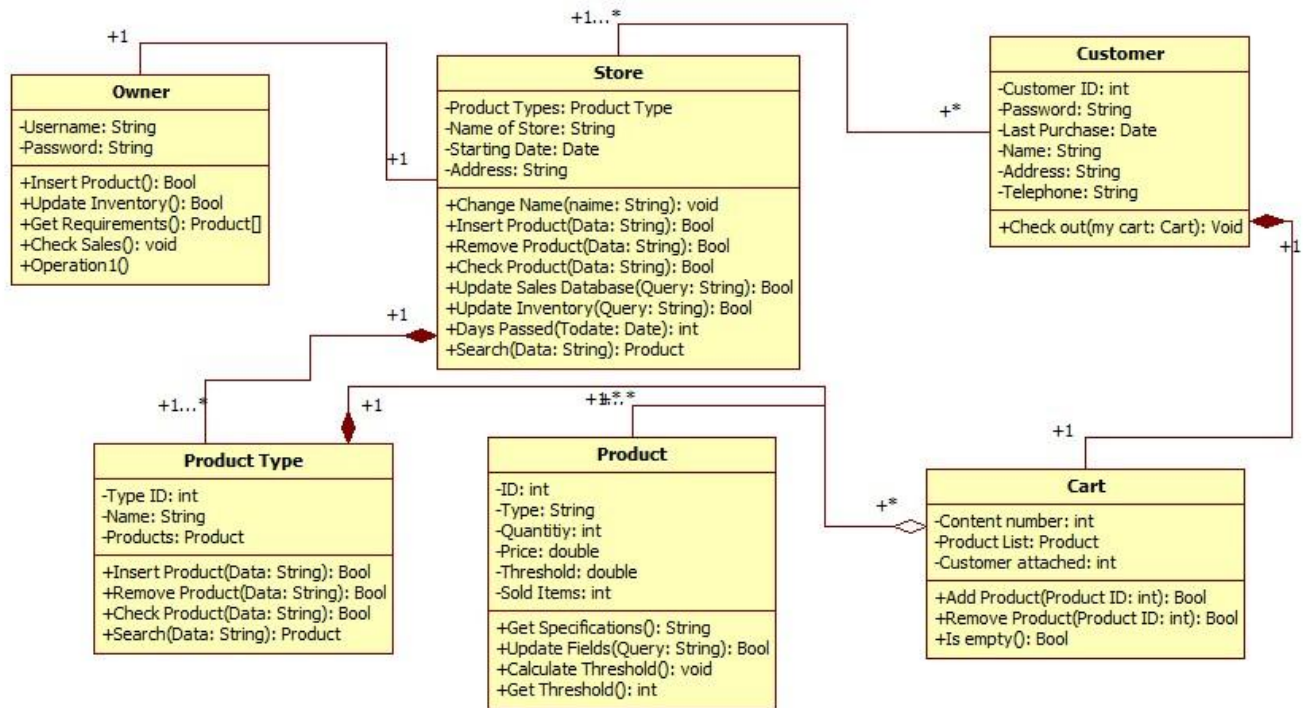 +1...*
+1
Owner
-Username: String
-Password: String
+Insert Product(): Bool
+Update Inventory(): Bool
+Get Requirements(): Product[]
+Check Sales(): void
+Operation1()
+1
Store
-Product Types: Product Type
-Name of Store: String
-Starting Date: Date
-Address: String
+Change Name(naime: String): void
+Insert Product(Data: String): Bool
+Remove Product(Data: String): Bool
+Check Product(Data: String): Bool
+Update Sales Database(Query: String): Bool
+Update Inventory(Query: String): Bool
+Days Passed(Todate: Date): int
+Search(Data: String): Product
+*
Customer
-Customer ID: int
-Password: String
-Last Purchase: Date
-Name: String
-Address: String
-Telephone: String
+Check out(my cart: Cart): Void
+1
+1
+1...*
+1
+1
Product Type
-Type ID: int
-Name: String
-Products: Product
+Insert Product(Data: String): Bool
+Remove Product(Data: String): Bool
+Check Product(Data: String): Bool
+Search(Data: String): Product
Product
-ID: int
-Type: String
-Quantitiy: int
-Price: double
-Threshold: double
-Sold Items: int
+Get Specifications(): String
+Update Fields(Query: String): Bool
+Calculate Threshold(): void
+Get Threshold(): int
+*
Cart
-Content number: int
-Product List: Product
-Customer attached: int
+Add Product(Product ID: int): Bool
+Remove Product(Product ID: int): Bool
+Is empty(): Bool